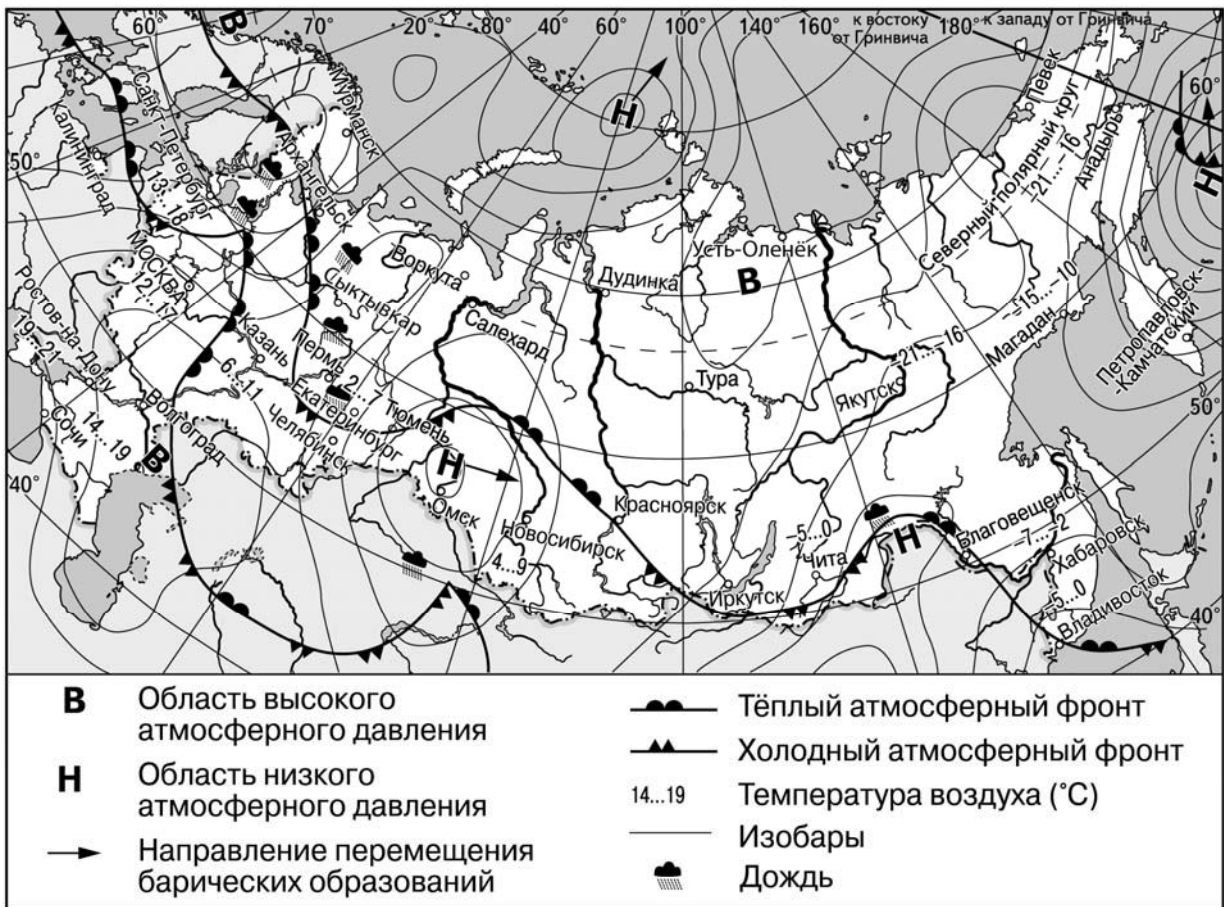 60° 70° 20° 80° 40° 60° 100° 140° 160° 180°
к востоку
от Гринвича
к западу от Гринвича
В
Мурманск
Н
Певек
60°
Санкт-Петербург
13...18
Калининград
Архангельск
Северный полярный круг
–21...–16
Анадырь
Н
50°
МОСКВА
12...17
Воркута
Сыктывкар
Усть-Оленёк
В
Дудинка
–15...–10
Магадан
Петропавловск-
-Камчатский
Ростов-на-Дону
19...21
Казань
6...11
Пермь 2...7
Салехард
Тура
–21...–16
Якутск
Сочи
14...19
Волгоград
В
Екатеринбург
Тюмень
Челябинск
50°
40°
Н
Омск
Красноярск
Новосибирск
4...9
–5...0
Чита
Иркутск
Н
Благовещенск
–7...–2
Хабаровск
–5...0
Владивосток
40°
В Область высокого
атмосферного давления
Н Область низкого
атмосферного давления
Направление перемещения
барических образований
Тёплый атмосферный фронт
Холодный атмосферный фронт
14...19 Температура воздуха (°С)
Изобары
Дождь